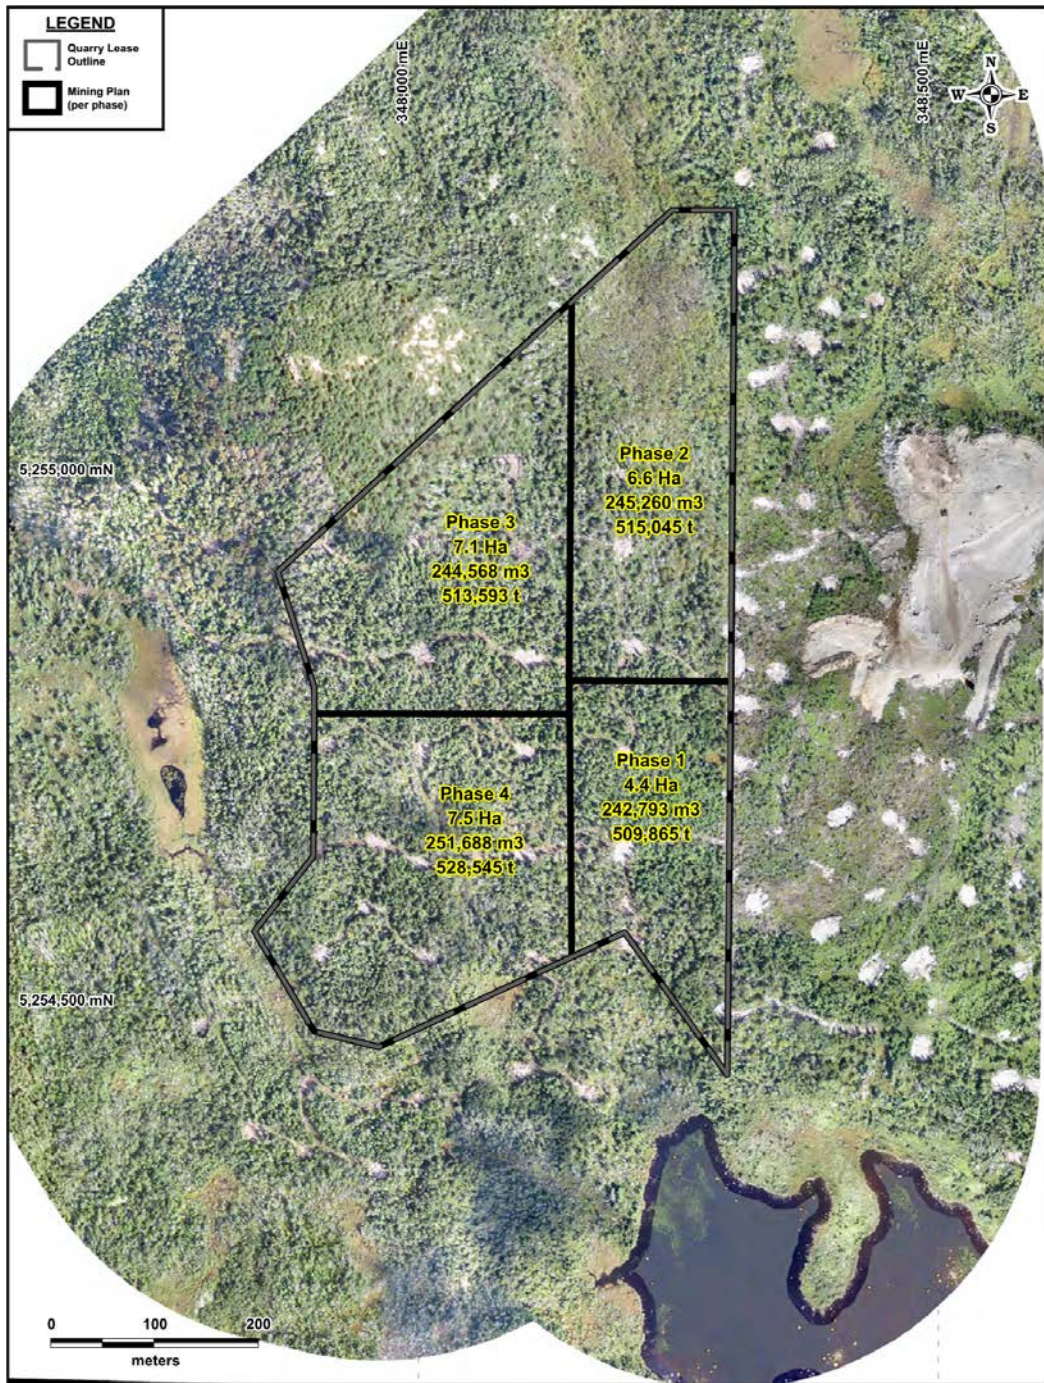 LEGEND
Quarry Lease
Outline
Mining Plan
(per phase)
348,000 mE
348,500 mE
N
W
E
S
5,255,000 mN
Phase 2
6.6 Ha
245,260 m3
515,045 t
Phase 3
7.1 Ha
244,568 m3
513,593 t
Phase 1
4.4 Ha
242,793 m3
509,865 t
Phase 4
7.5 Ha
251,688 m3
528,545 t
5,254,500 mN
0 100 200
meters